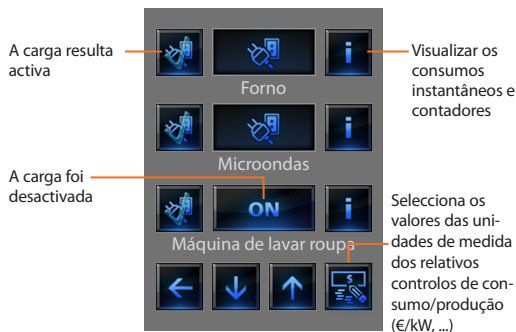 A carga resulta
activa
Visualizar os
consumos
instantâneos e
contadores
i
Forno
i
Microondas
A carga foi
desactivada
ON
i
Máquina de lavar roupa
Selecciona os
valores das uni-
dades de medida
dos relativos
controlos de con-
sumo/produção
(€/kW, ...)
$